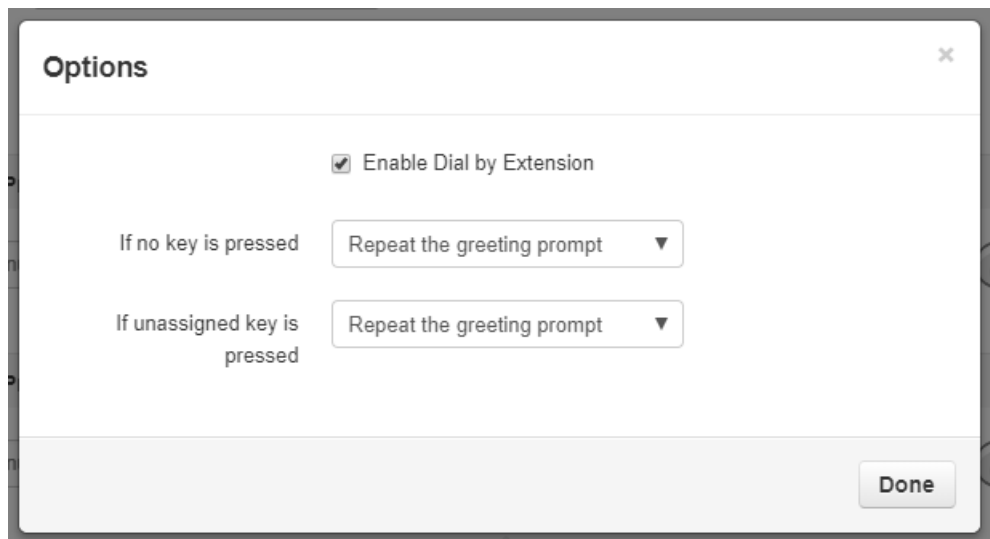 Options
×
Enable Dial by Extension
If no key is pressed
Repeat the greeting prompt ▼
If unassigned key is
pressed
Repeat the greeting prompt ▼
Done